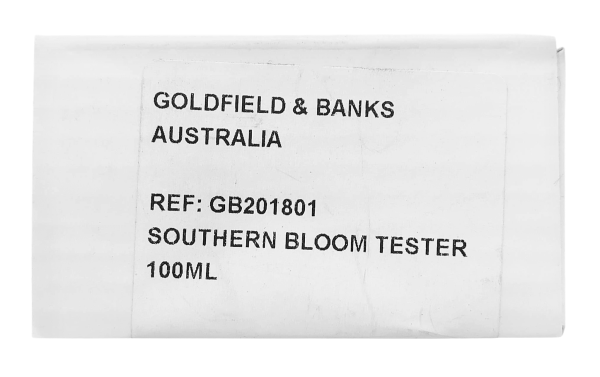 GOLDFIELD & BANKS
AUSTRALIA
REF: GB201801
SOUTHERN BLOOM TESTER
100ML